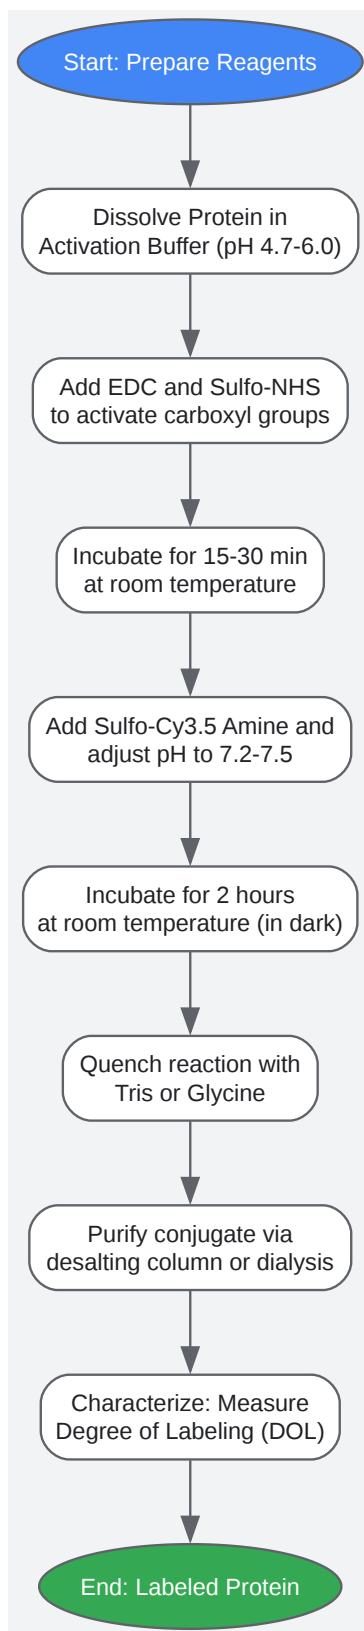 Start: Prepare Reagents
Dissolve Protein in
Activation Buffer (pH 4.7-6.0)
Add EDC and Sulfo-NHS
to activate carboxyl groups
Incubate for 15-30 min
at room temperature
Add Sulfo-Cy3.5 Amine and
adjust pH to 7.2-7.5
Incubate for 2 hours
at room temperature (in dark)
Quench reaction with
Tris or Glycine
Purify conjugate via
desalting column or dialysis
Characterize: Measure
Degree of Labeling (DOL)
End: Labeled Protein